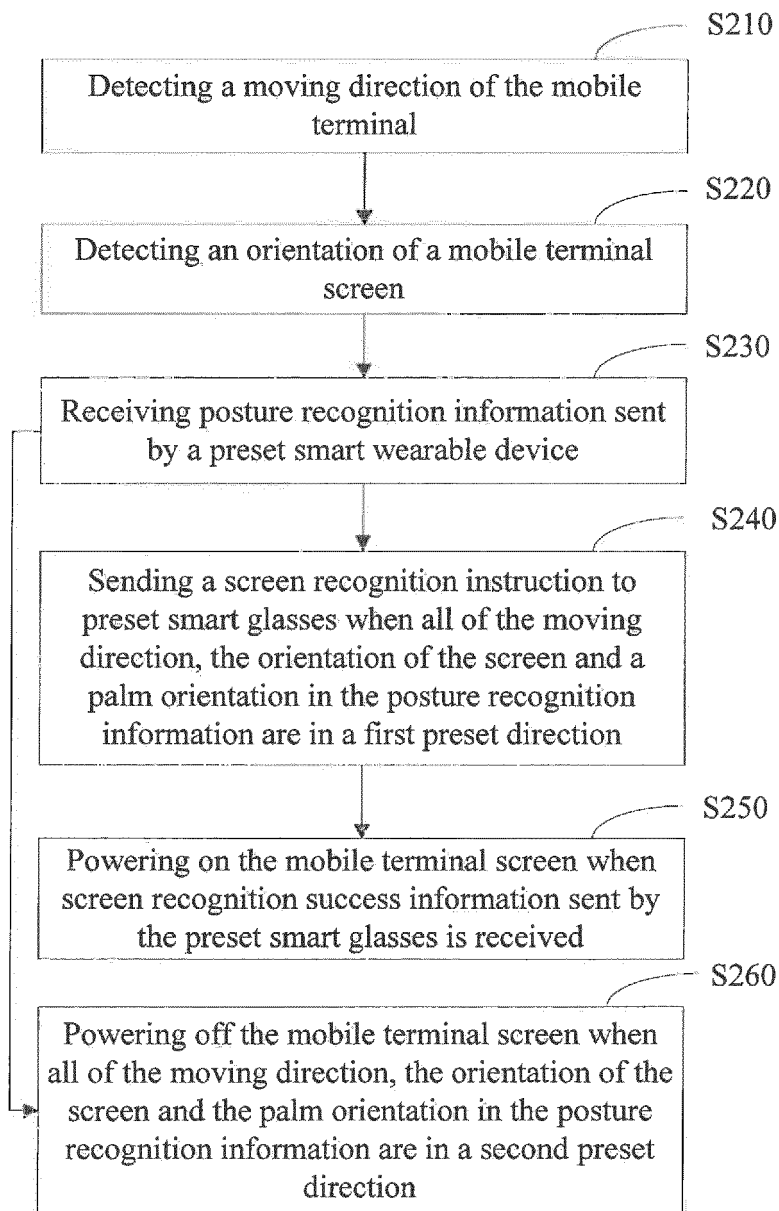 S210
Detecting a moving direction of the mobile
terminal
S220
Detecting an orientation of a mobile terminal
screen
S230
Receiving posture recognition information sent
by a preset smart wearable device
S240
Sending a screen recognition instruction to
preset smart glasses when all of the moving
direction, the orientation of the screen and a
palm orientation in the posture recognition
information are in a first preset direction
S250
Powering on the mobile terminal screen when
screen recognition success information sent by
the preset smart glasses is received
S260
Powering off the mobile terminal screen when
all of the moving direction, the orientation of the
screen and the palm orientation in the posture
recognition information are in a second preset
direction